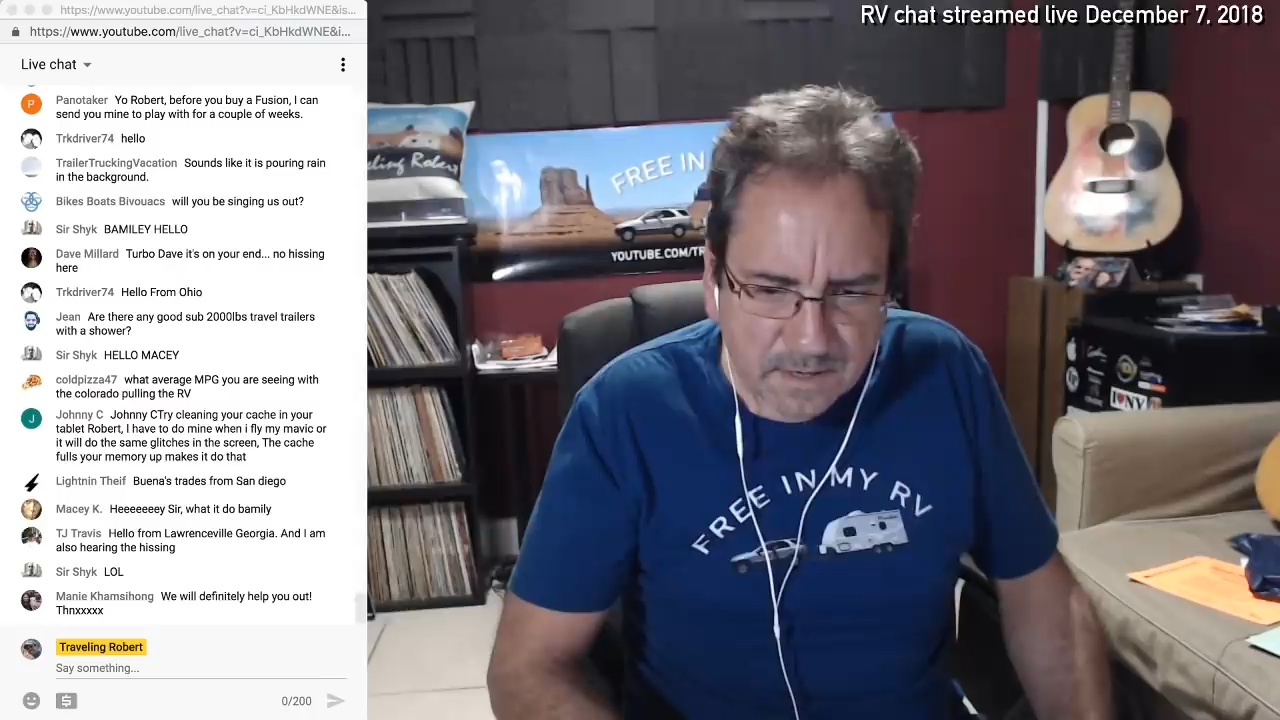 https://www.youtube.com/live_chat?v=ci_KbHkdWNE&is...
https://www.youtube.com/live_chat?v=ci_KbHkdWNE&i...
RV chat streamed live December 7, 2018
Live chat
Panotaker Yo Robert, before you buy a Fusion, I can
send you mine to play with for a couple of weeks.
Trkdriver74 hello
TrailerTruckingVacation Sounds like it is pouring rain
in the background.
Bikes Boats Bivouacs will you be singing us out?
Sir Shyk BAMILEY HELLO
Dave Millard Turbo Dave it's on your end... no hissing
here
Trkdriver74 Hello From Ohio
Jean Are there any good sub 2000lbs travel trailers
with a shower?
Sir Shyk HELLO MACEY
coldpizza47 what average MPG you are seeing with
the colorado pulling the RV
Johnny C Johnny CTry cleaning your cache in your
tablet Robert, I have to do mine when i fly my mavic or
it will do the same glitches in the screen, The cache
fulls your memory up makes it do that
Lightnin Theif Buena's trades from San diego
Macey K. Heeeeeeey Sir, what it do bamily
TJ Travis Hello from Lawrenceville Georgia. And I am
also hearing the hissing
Sir Shyk LOL
Manie Khamsihong We will definitely help you out!
Thnxxxxx
Traveling Robert
Say something...
0/200
ling Robert
FREE IN
YOUTUBE.COM/TR
FREE IN MY RV
I NY